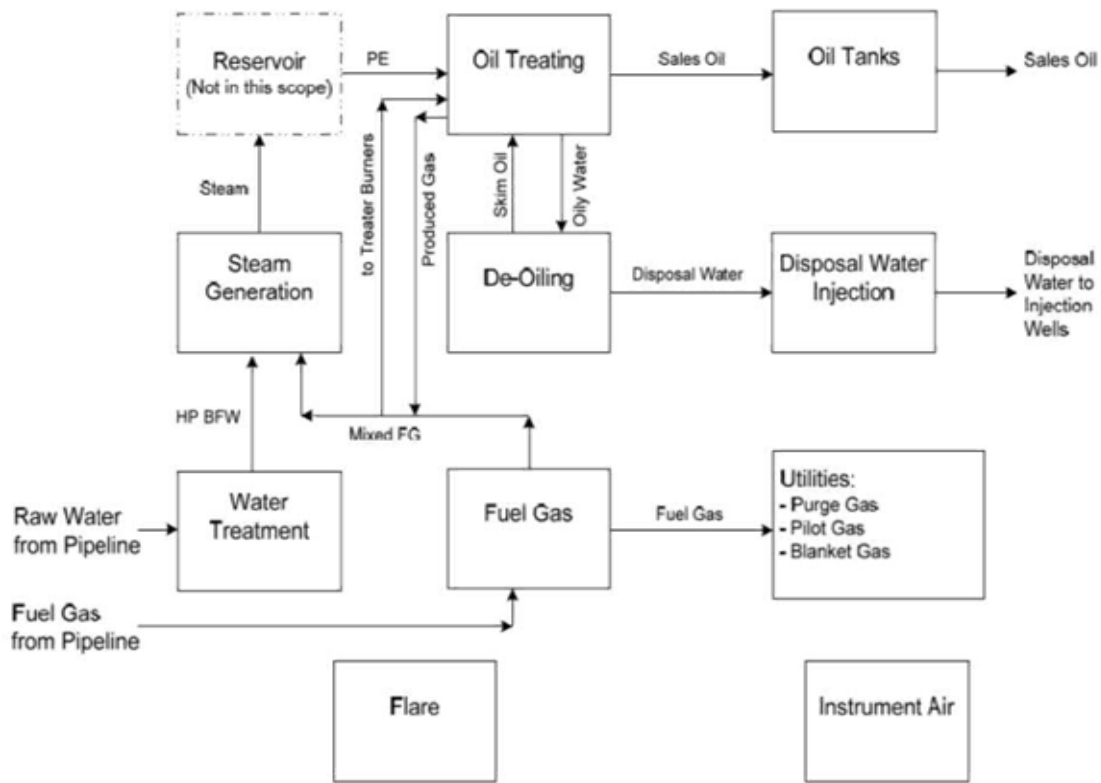 Reservoir
(Not in this scope)
PE
Oil Treating
Sales Oil
Oil Tanks
Sales Oil
Steam
to Treater Burners
Produced Gas
Skim Oil
Oily Water
Steam
Generation
De-Oiling
Disposal Water
Disposal Water
Injection
Disposal
Water to
Injection
Wells
HP BFW
Mixed FG
Water
Treatment
Fuel Gas
Fuel Gas
Utilities:
- Purge Gas
- Pilot Gas
- Blanket Gas
Raw Water
from Pipeline
Fuel Gas
from Pipeline
Flare
Instrument Air